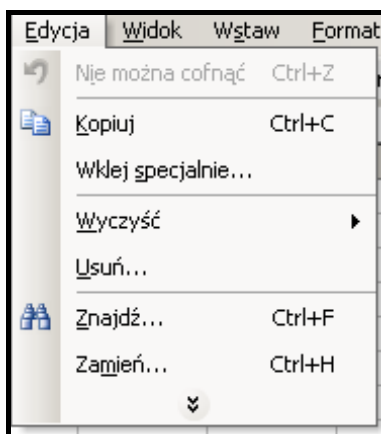 Edycja Widok Wstaw Format
Nie można cofnąć Ctrl+Z
Kopiuj Ctrl+C
Wklej specjalnie...
Wyczyść
Usuń...
Znajdź... Ctrl+F
Zamień... Ctrl+H